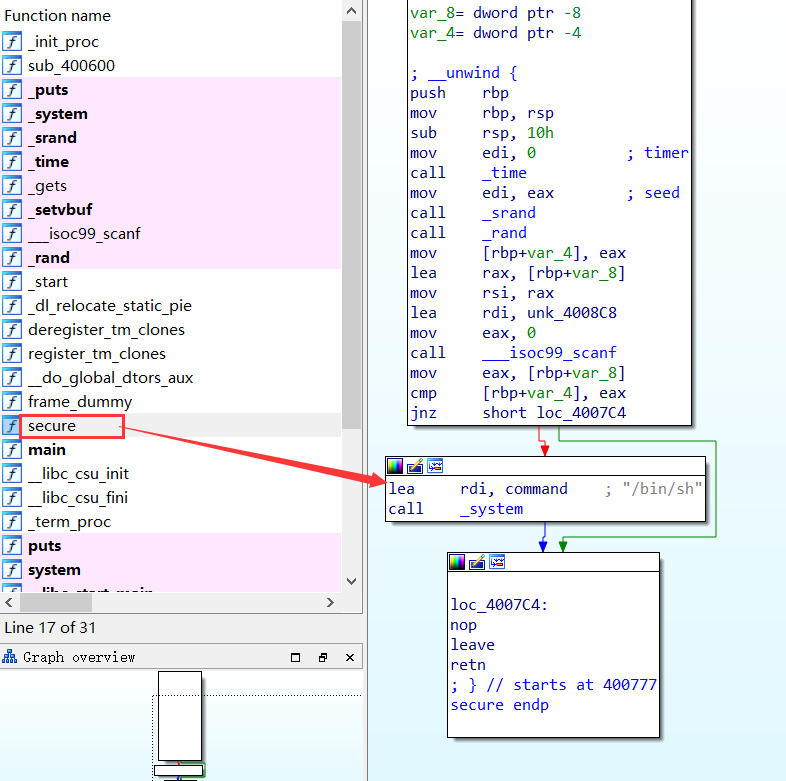 Function name
_init_proc
sub_400600
_puts
_system
_srand
_time
_gets
_setvbuf
___isoc99_scanf
_rand
_start
_dl_relocate_static_pie
deregister_tm_clones
register_tm_clones
__do_global_dtors_aux
frame_dummy
secure
main
__libc_csu_init
__libc_csu_fini
_term_proc
puts
system
Line 17 of 31
Graph overview
var_8= dword ptr -8
var_4= dword ptr -4
; __unwind {
push rbp
mov rbp, rsp
sub rsp, 10h
mov edi, 0 ; timer
call _time
mov edi, eax ; seed
call _srand
call _rand
mov [rbp+var_4], eax
lea rax, [rbp+var_8]
mov rsi, rax
lea rdi, unk_4008C8
mov eax, 0
call ___isoc99_scanf
mov eax, [rbp+var_8]
cmp [rbp+var_4], eax
jnz short loc_4007C4
lea rdi, command ; "/bin/sh"
call _system
loc_4007C4:
nop
leave
retn
; } // starts at 400777
secure endp